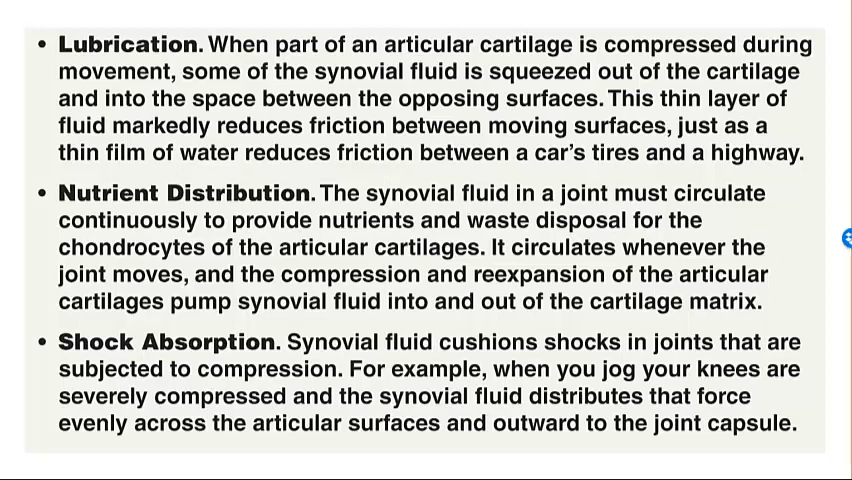 • Lubrication. When part of an articular cartilage is compressed during
movement, some of the synovial fluid is squeezed out of the cartilage
and into the space between the opposing surfaces. This thin layer of
fluid markedly reduces friction between moving surfaces, just as a
thin film of water reduces friction between a car's tires and a highway.
• Nutrient Distribution. The synovial fluid in a joint must circulate
continuously to provide nutrients and waste disposal for the
chondrocytes of the articular cartilages. It circulates whenever the
joint moves, and the compression and reexpansion of the articular
cartilages pump synovial fluid into and out of the cartilage matrix.
• Shock Absorption. Synovial fluid cushions shocks in joints that are
subjected to compression. For example, when you jog your knees are
severely compressed and the synovial fluid distributes that force
evenly across the articular surfaces and outward to the joint capsule.